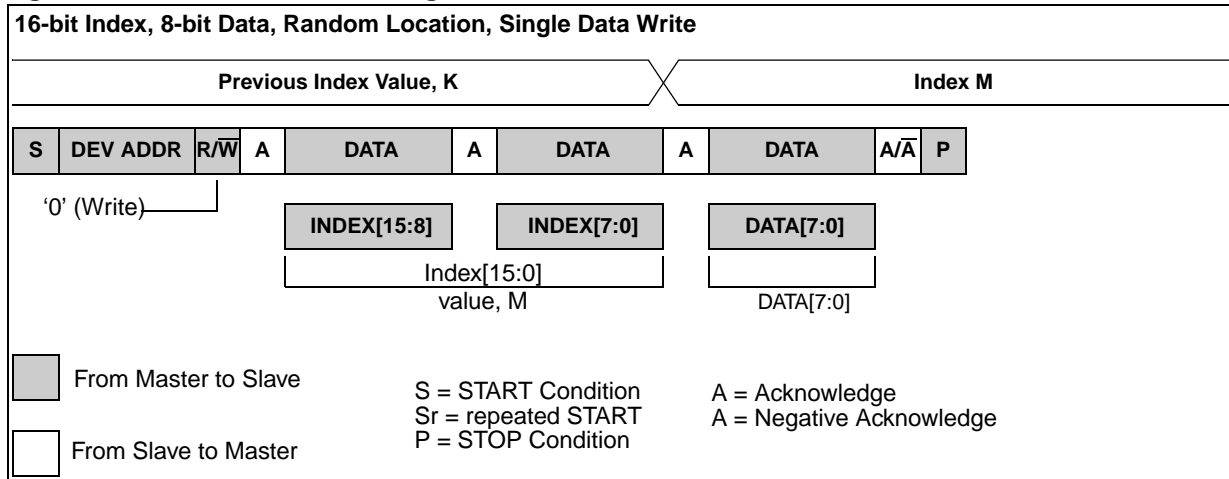 16-bit Index, 8-bit Data, Random Location, Single Data Write
Previous Index Value, K Index M
S DEV ADDR R/W̅ A DATA A DATA A DATA A/A̅ P
‘0’ (Write)
INDEX[15:8] INDEX[7:0] DATA[7:0]
Index[15:0]
value, M DATA[7:0]
From Master to Slave
S = START Condition A = Acknowledge
Sr = repeated START A = Negative Acknowledge
P = STOP Condition
From Slave to Master